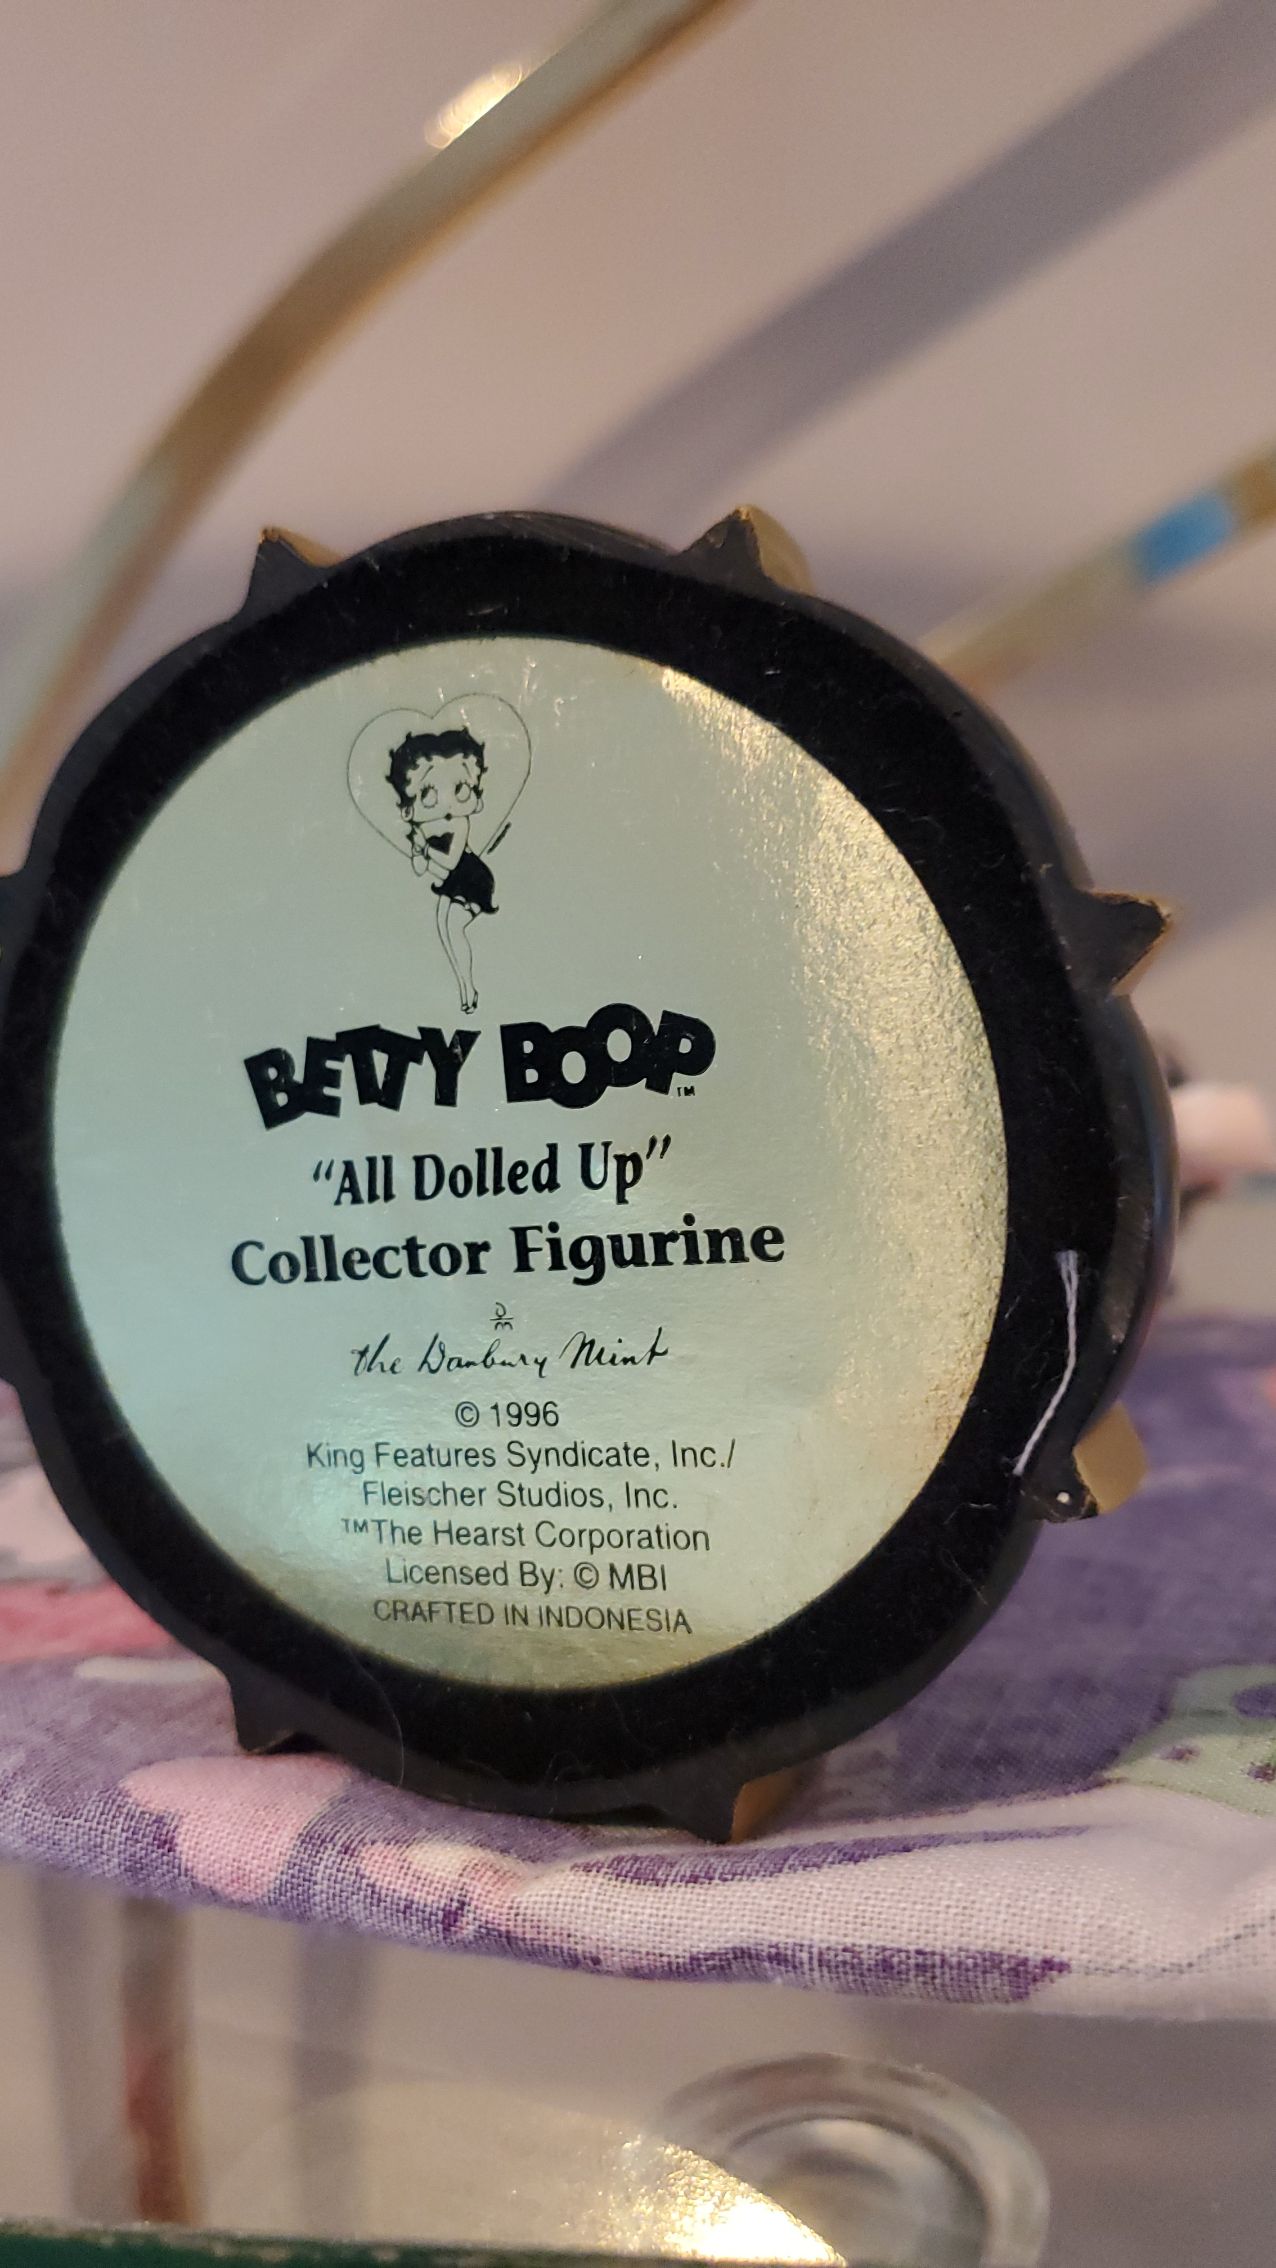 BETTY BOOP™
“All Dolled Up”
Collector Figurine
D/m
the Danbury Mint
© 1996
King Features Syndicate, Inc./
Fleischer Studios, Inc.
™The Hearst Corporation
Licensed By: © MBI
CRAFTED IN INDONESIA